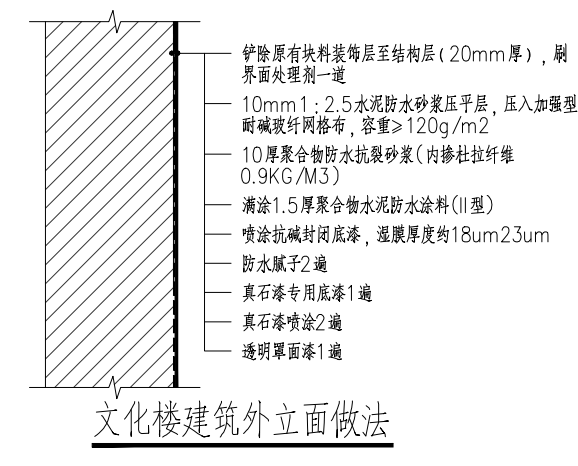 铲除原有块料装饰层至结构层(20mm厚),刷
界面处理剂一道
10mm1:2.5水泥防水砂浆压平层,压入加强型
耐碱玻纤网格布,容重≥120g/m2
10厚聚合物防水抗裂砂浆(内掺杜拉纤维
0.9KG/M3)
满涂1.5厚聚合物水泥防水涂料(II型)
喷涂抗碱封闭底漆,湿膜厚度约18um23um
防水腻子2遍
真石漆专用底漆1遍
真石漆喷涂2遍
透明罩面漆1遍
文化楼建筑外立面做法